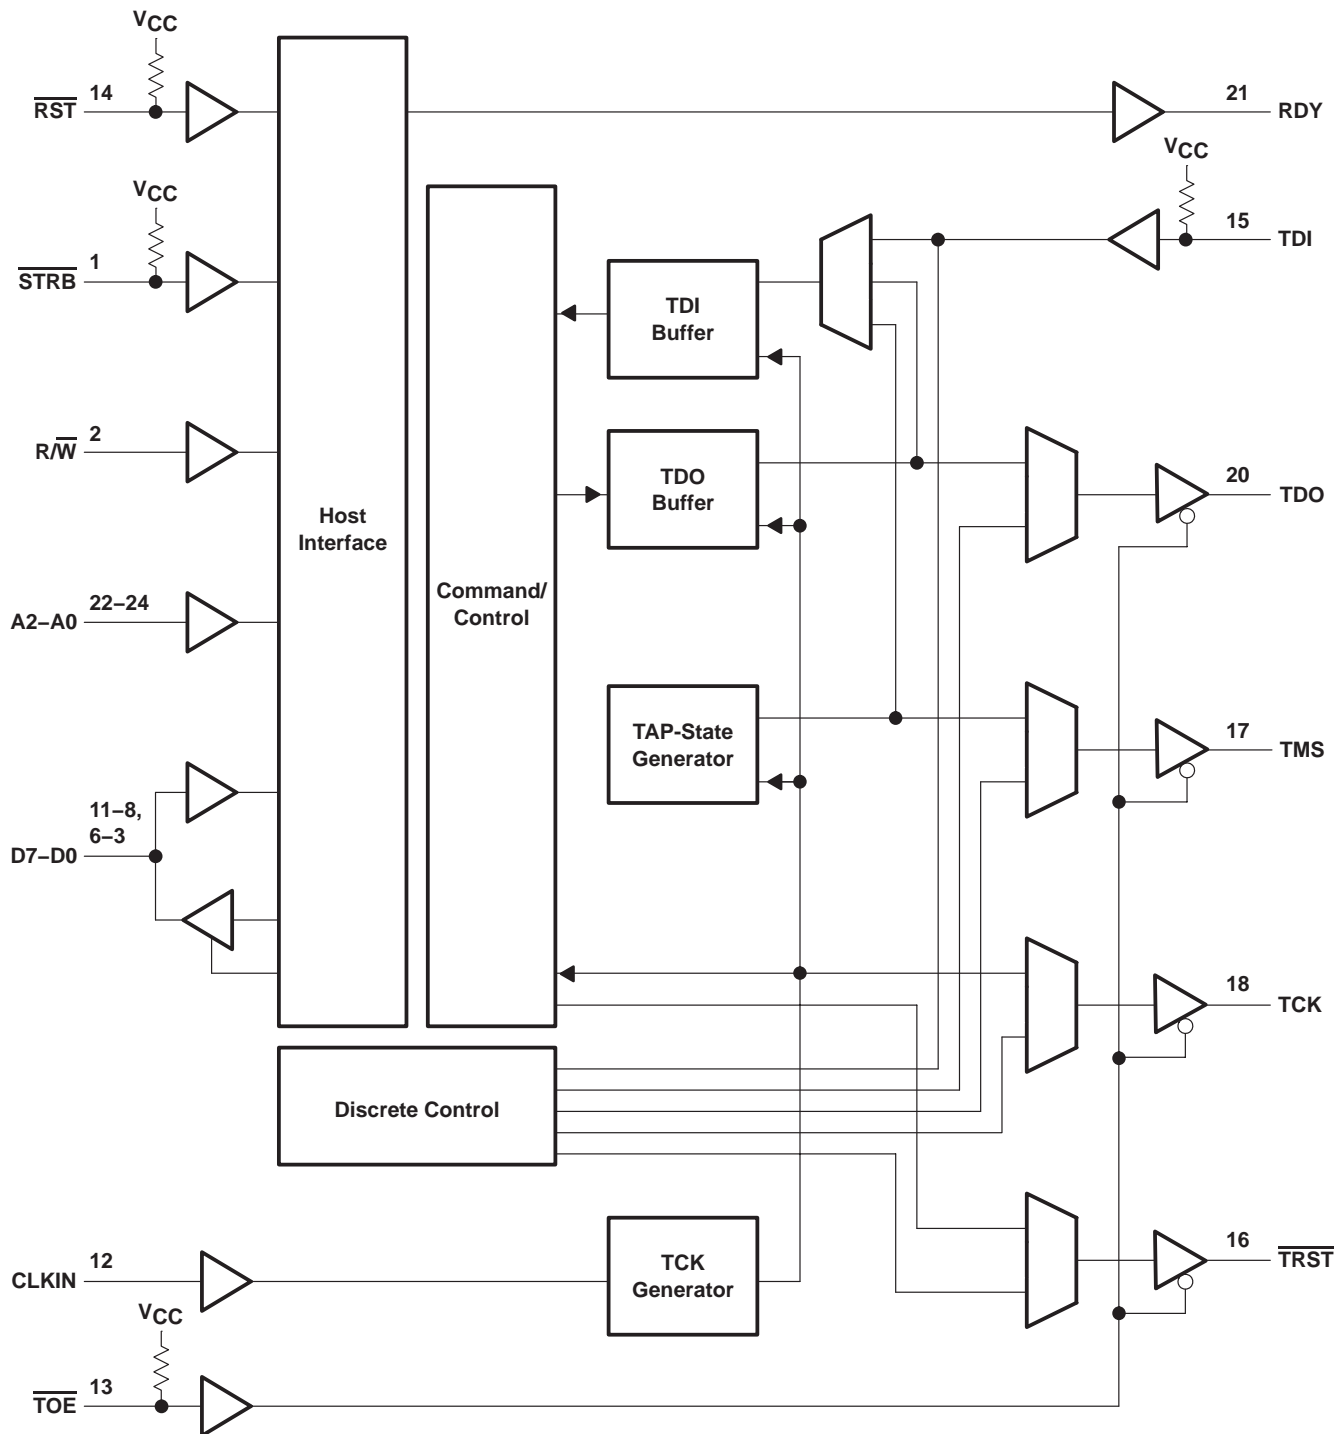 VCC
RST
14
21
RDY
VCC
VCC
STRB
1
15
TDI
TDI
Buffer
R/W
2
TDO
Buffer
20
TDO
Host
Interface
Command/
Control
A2–A0
22–24
TAP-State
Generator
17
TMS
11–8,
6–3
D7–D0
18
TCK
Discrete Control
CLKIN
12
TCK
Generator
16
TRST
VCC
TOE
13